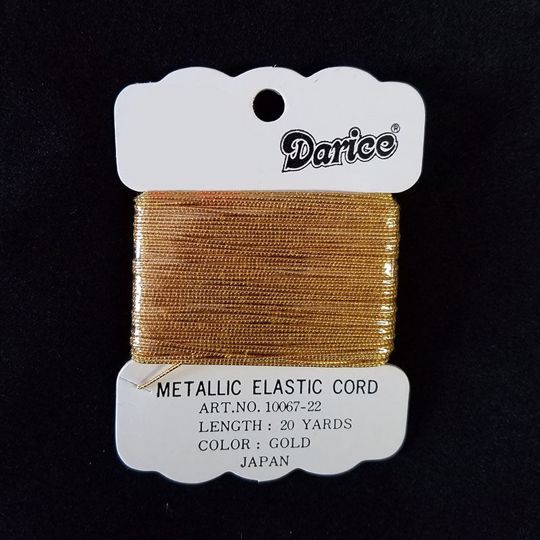 Darice®
METALLIC ELASTIC CORD
ART.NO. 10067-22
LENGTH : 20 YARDS
COLOR : GOLD
JAPAN